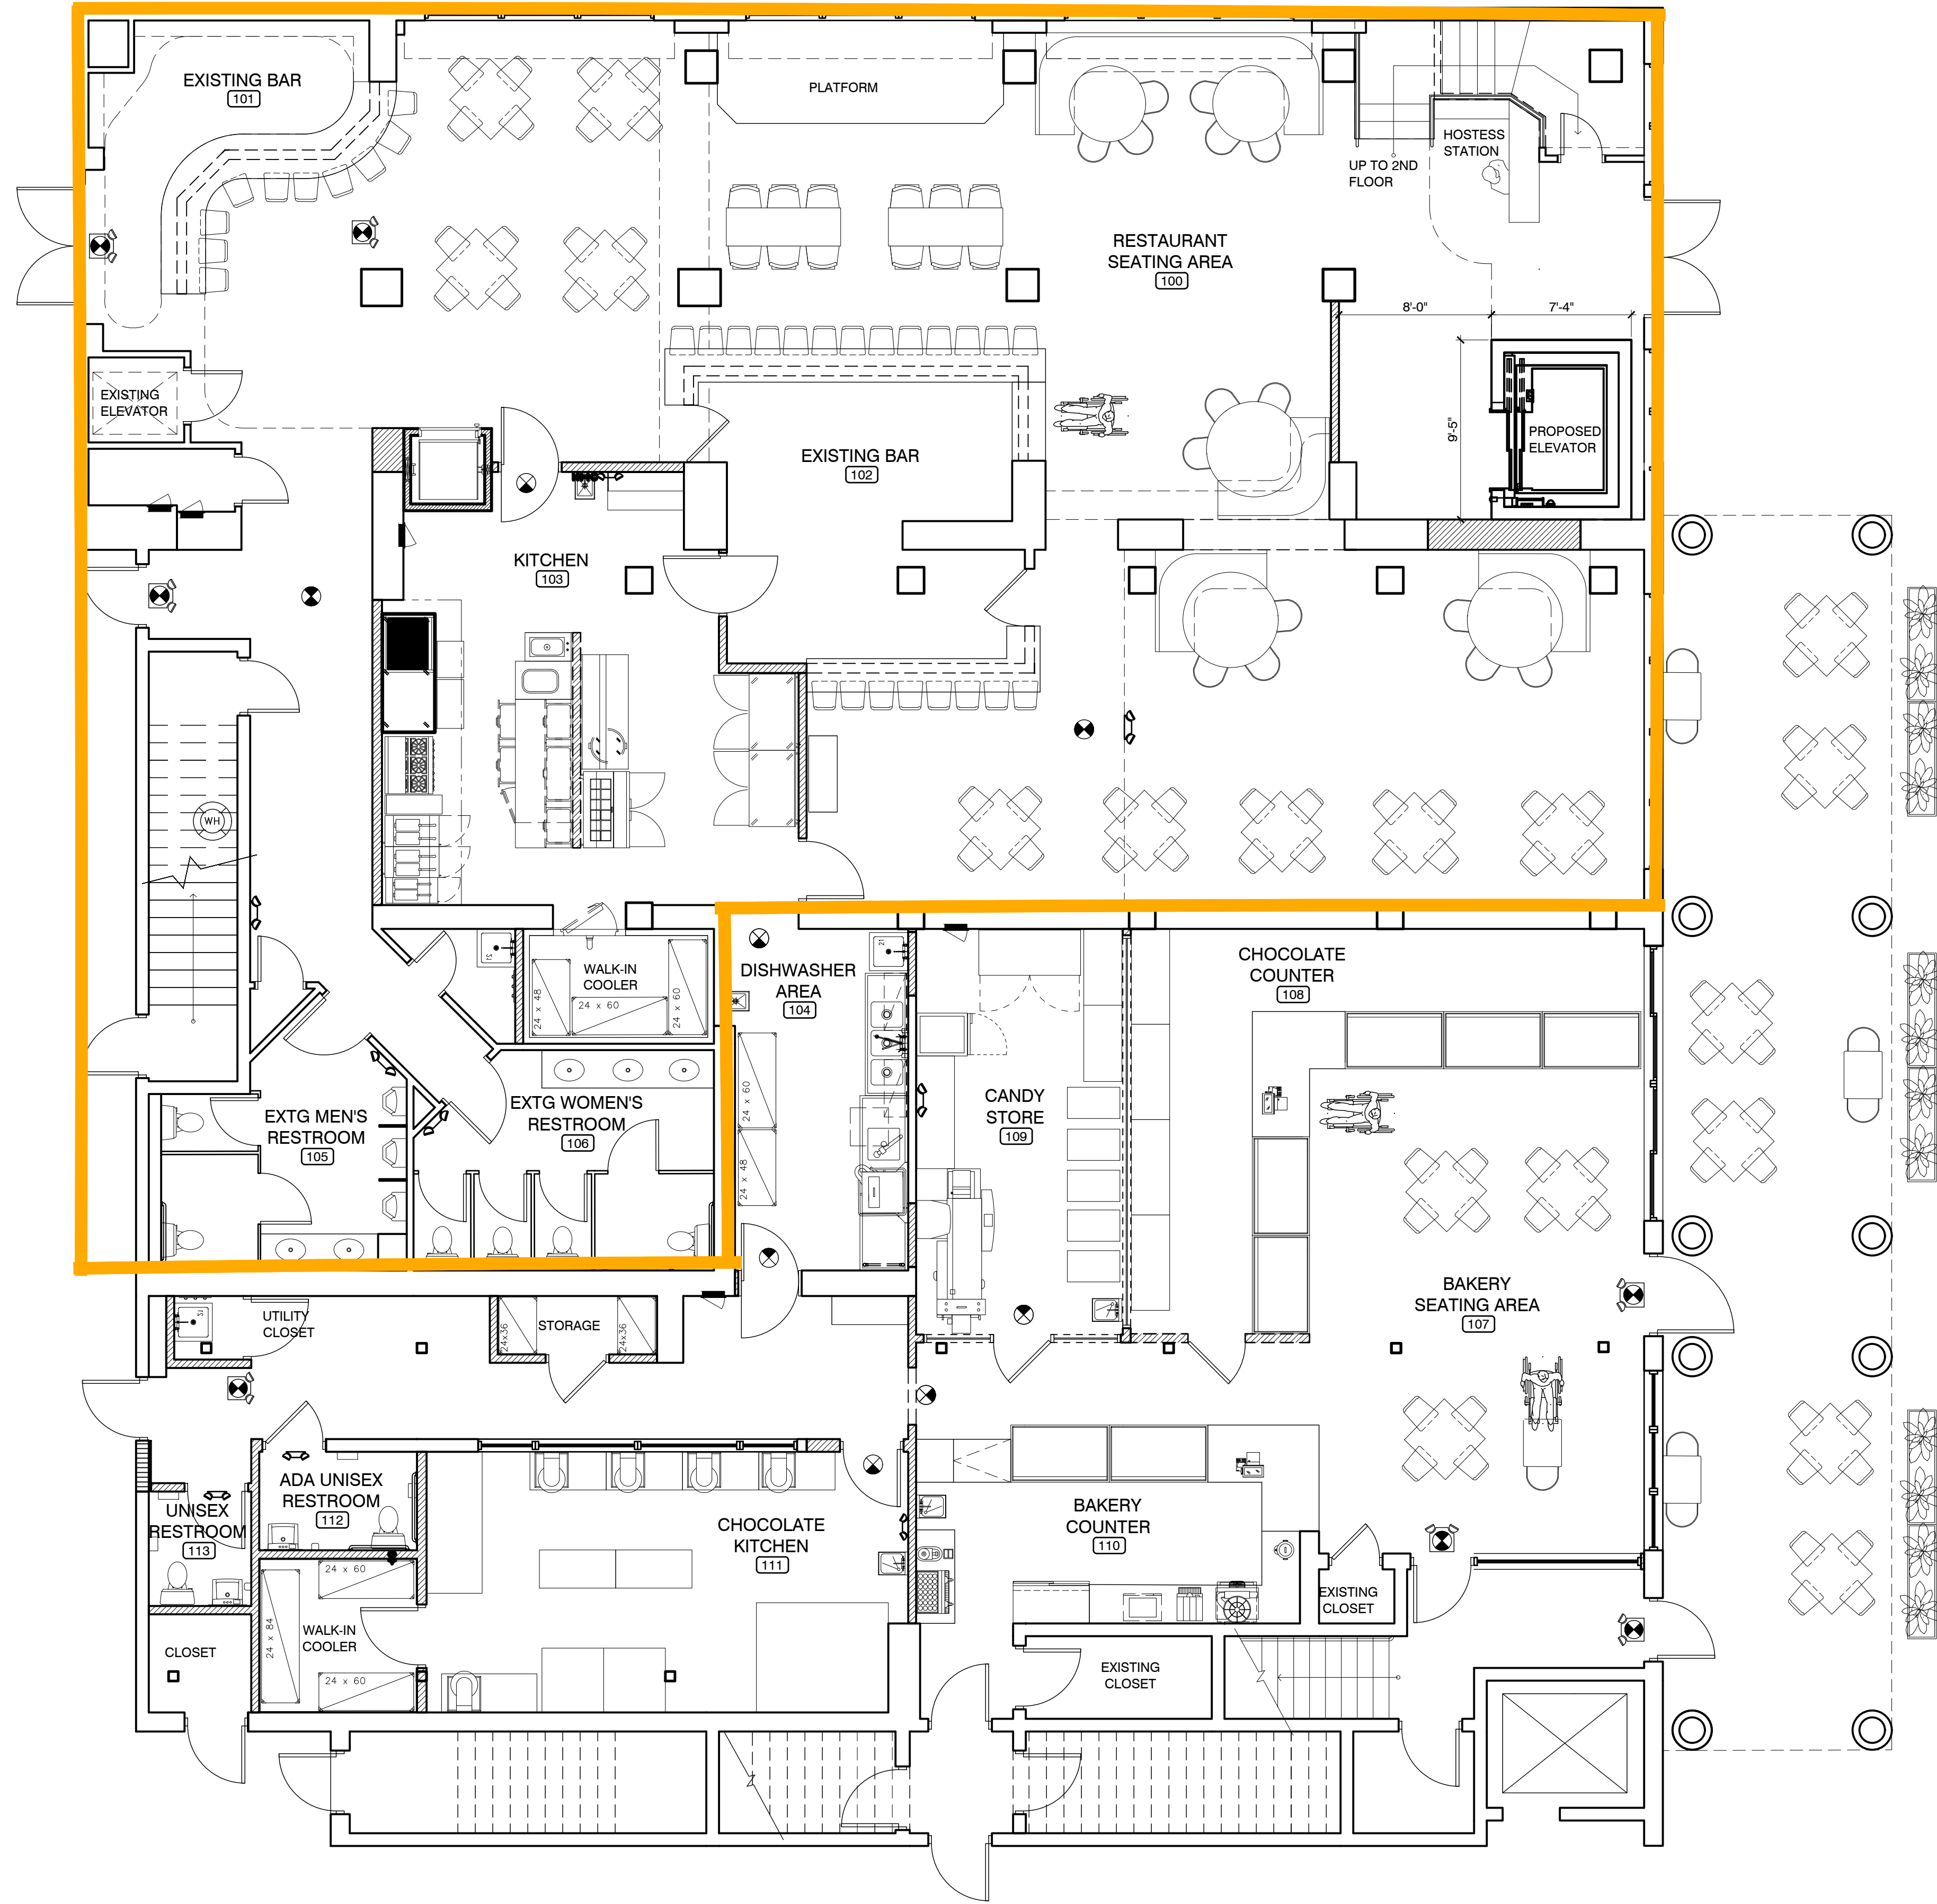 EXISTING BAR
101
PLATFORM
HOSTESS
STATION
UP TO 2ND
FLOOR
RESTAURANT
SEATING AREA
100
8'-0"
7'-4"
9'-5"
EXISTING
ELEVATOR
PROPOSED
ELEVATOR
EXISTING BAR
102
KITCHEN
103
WH
WALK-IN
COOLER
24 x 48
24 x 60
24 x 60
DISHWASHER
AREA
104
24 x 60
24 x 48
CHOCOLATE
COUNTER
108
CANDY
STORE
109
EXTG MEN'S
RESTROOM
105
EXTG WOMEN'S
RESTROOM
106
BAKERY
SEATING AREA
107
UTILITY
CLOSET
24x36
STORAGE
24x36
ADA UNISEX
RESTROOM
112
UNISEX
RESTROOM
113
CHOCOLATE
KITCHEN
111
BAKERY
COUNTER
110
24 x 60
24 x 84
WALK-IN
COOLER
24 x 60
CLOSET
EXISTING
CLOSET
EXISTING
CLOSET